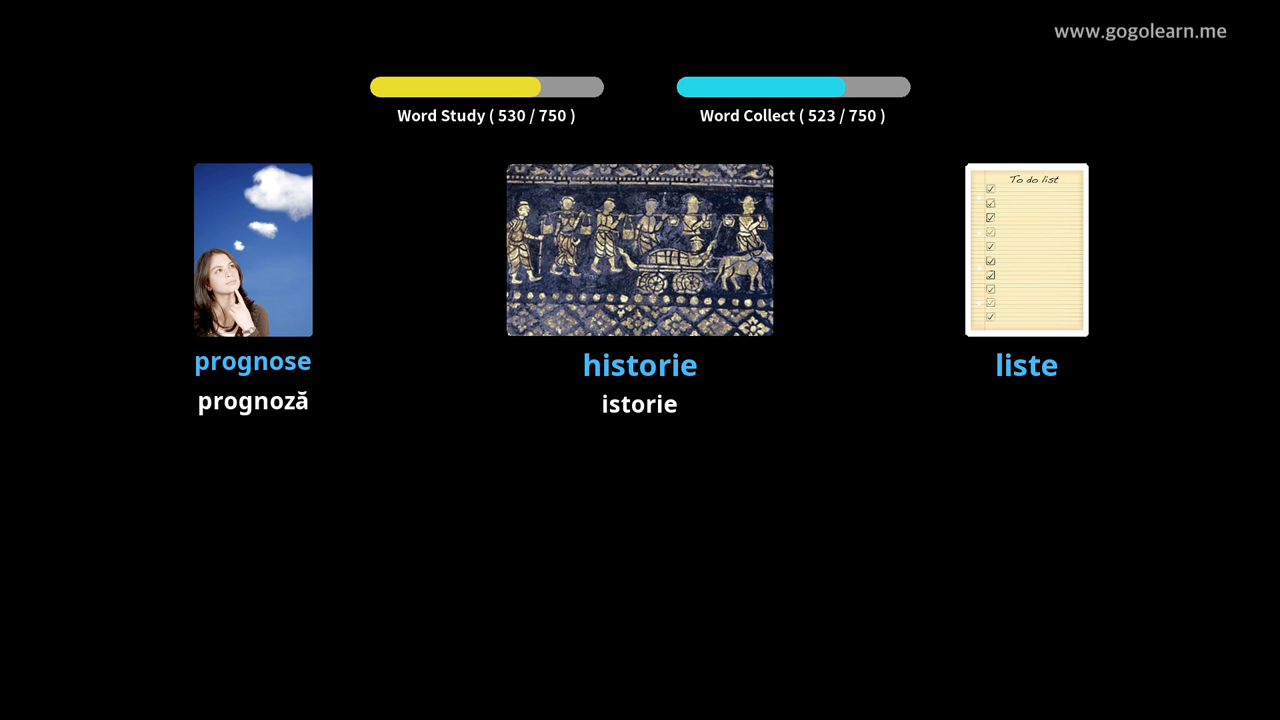 www.gogolearn.me
Word Study ( 530 / 750 )
Word Collect ( 523 / 750 )
To do list
prognose
historie
liste
prognoză
istorie